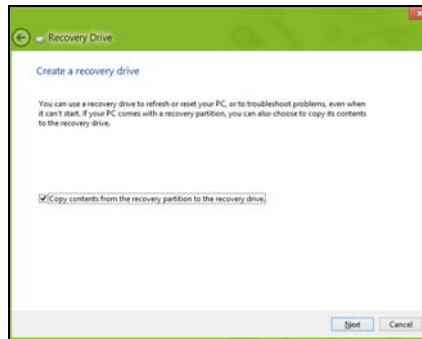 Recovery Drive
Create a recovery drive
You can use a recovery drive to refresh or reset your PC, or to troubleshoot problems, even when
it can't start. If your PC comes with a recovery partition, you can also choose to copy its contents
to the recovery drive.
Copy contents from the recovery partition to the recovery drive.
Next Cancel